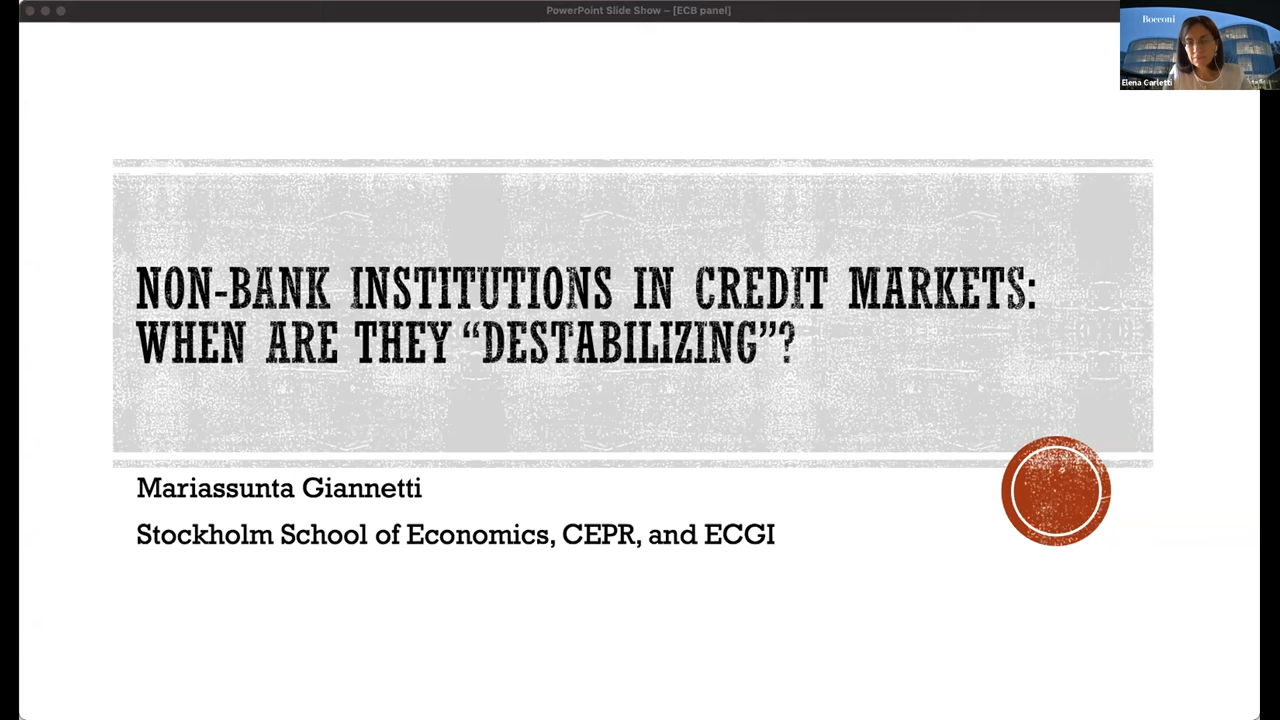 PowerPoint Slide Show – [ECB panel]
Bocconi
Elena Carletti
NON-BANK INSTITUTIONS IN CREDIT MARKETS:
WHEN ARE THEY “DESTABILIZING”?
Mariassunta Giannetti
Stockholm School of Economics, CEPR, and ECGI